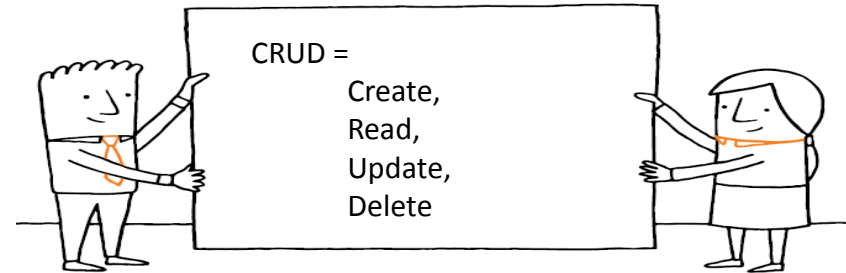 CRUD =
Create,
Read,
Update,
Delete